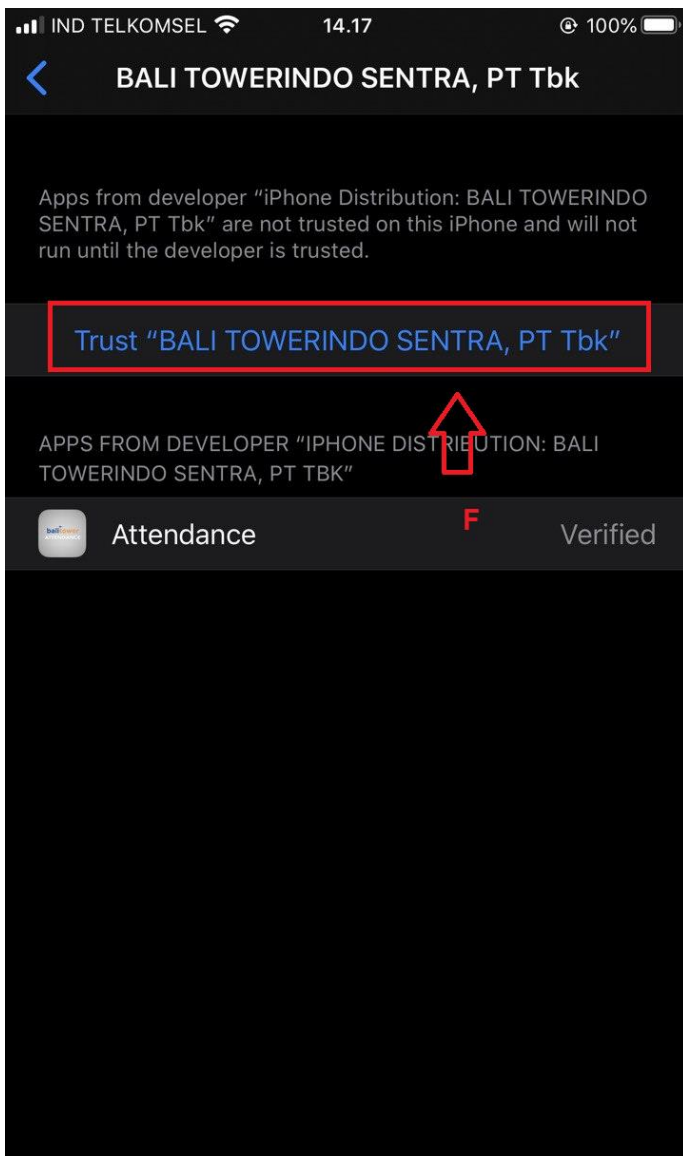 IND TELKOMSEL 14.17 100%
BALI TOWERINDO SENTRA, PT Tbk
Apps from developer “iPhone Distribution: BALI TOWERINDO
SENTRA, PT Tbk” are not trusted on this iPhone and will not
run until the developer is trusted.
Trust “BALI TOWERINDO SENTRA, PT Tbk”
APPS FROM DEVELOPER “IPHONE DISTRIBUTION: BALI
TOWERINDO SENTRA, PT TBK”
F
balitower
ATTENDANCE
Attendance Verified